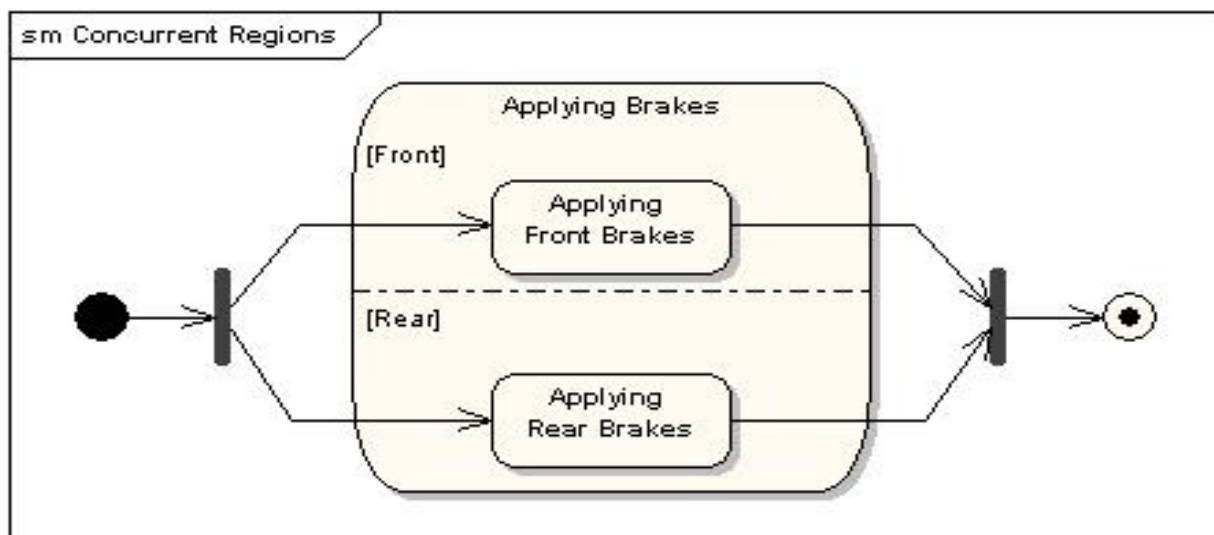 sm Concurrent Regions
Applying Brakes
[Front]
Applying
Front Brakes
[Rear]
Applying
Rear Brakes